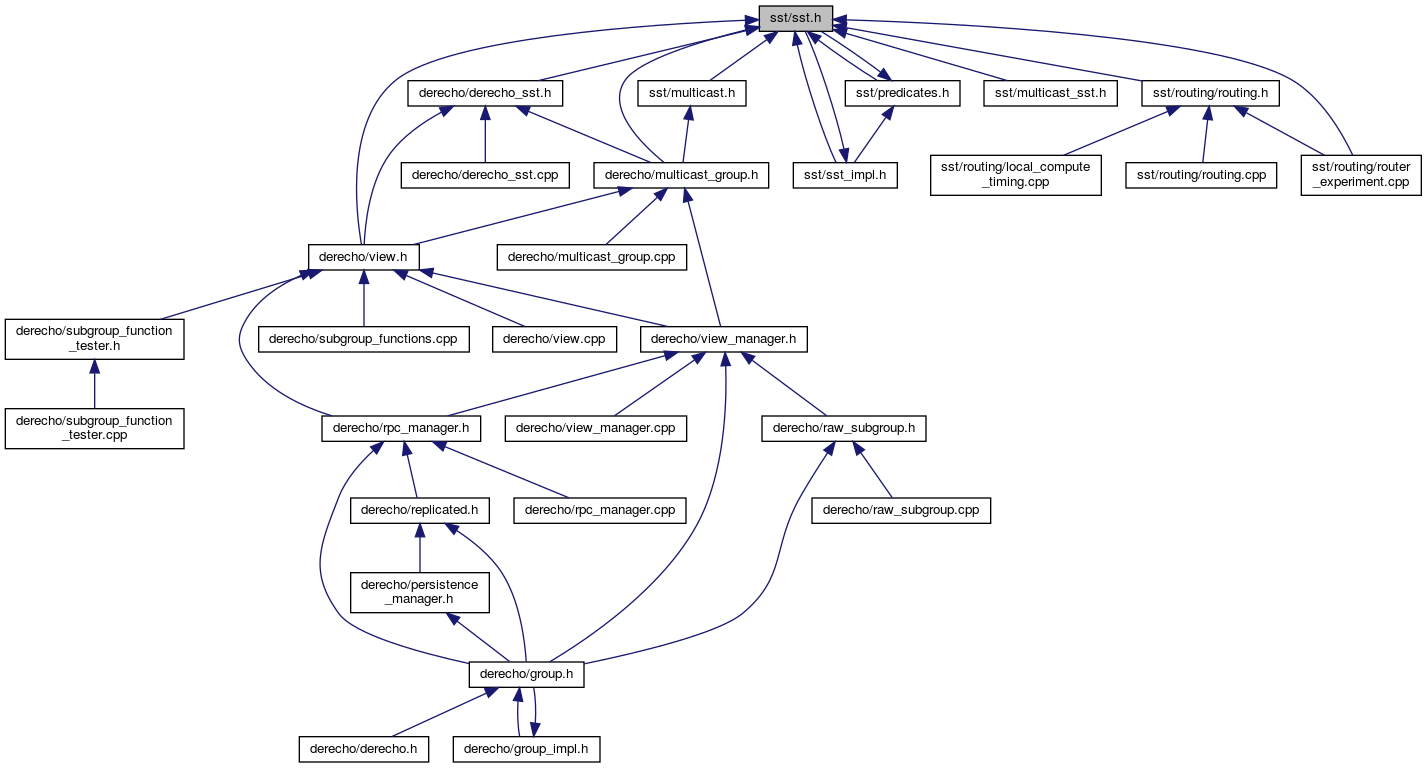 sst/sst.h
derecho/derecho_sst.h
sst/multicast.h
sst/predicates.h
sst/multicast_sst.h
sst/routing/routing.h
derecho/derecho_sst.cpp
derecho/multicast_group.h
sst/sst_impl.h
sst/routing/local_compute
_timing.cpp
sst/routing/routing.cpp
sst/routing/router
_experiment.cpp
derecho/view.h
derecho/multicast_group.cpp
derecho/subgroup_function
_tester.h
derecho/subgroup_functions.cpp
derecho/view.cpp
derecho/view_manager.h
derecho/subgroup_function
_tester.cpp
derecho/rpc_manager.h
derecho/view_manager.cpp
derecho/raw_subgroup.h
derecho/replicated.h
derecho/rpc_manager.cpp
derecho/raw_subgroup.cpp
derecho/persistence
_manager.h
derecho/group.h
derecho/derecho.h
derecho/group_impl.h